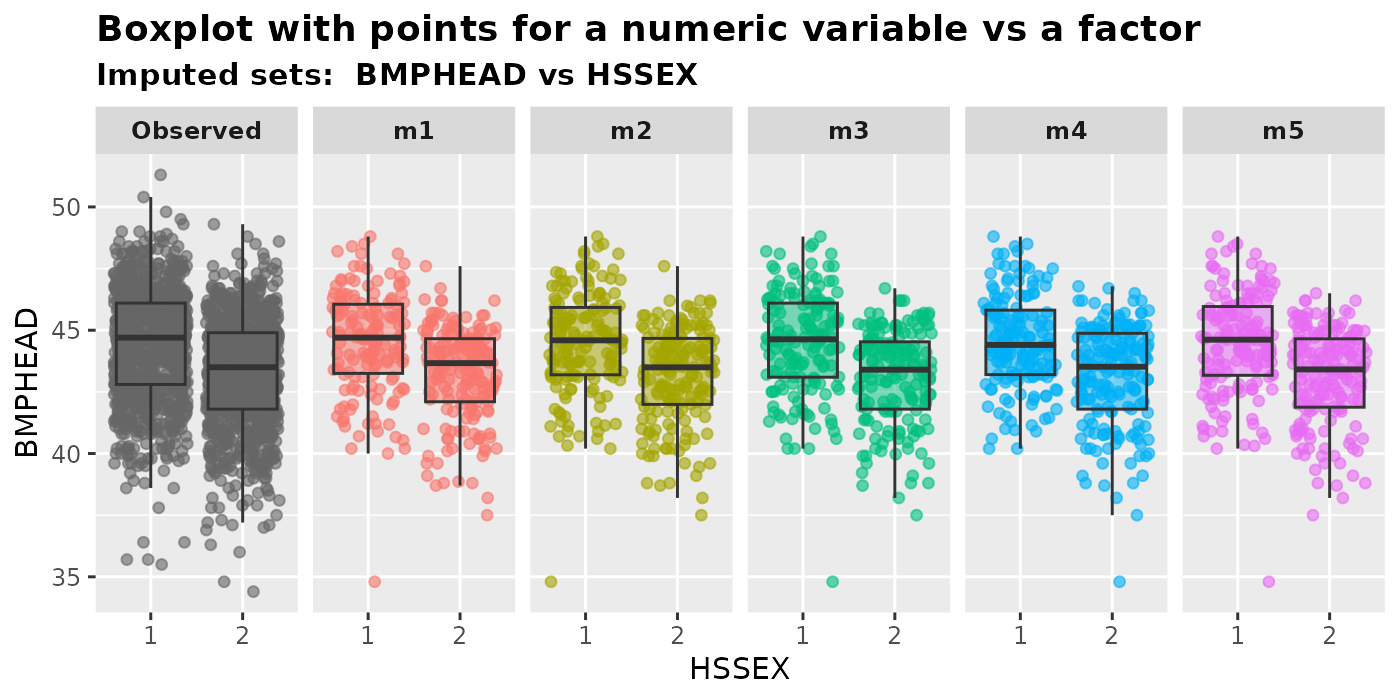 Boxplot with points for a numeric variable vs a factor
Imputed sets:  BMPHEAD vs HSSEX
Observed m1 m2 m3 m4 m5
50
45
40
35
BMPHEAD
1 2 1 2 1 2 1 2 1 2 1 2
HSSEX